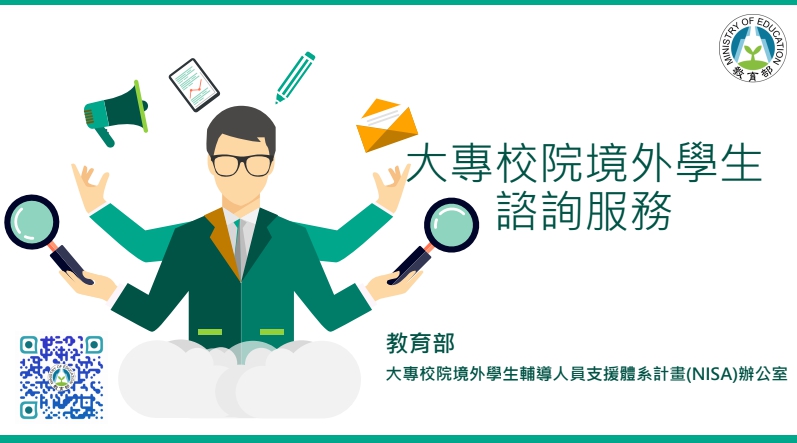 MINISTRY OF EDUCATION
教育部
大專校院境外學生
諮詢服務
教育部
大專校院境外學生輔導人員支援體系計畫(NISA)辦公室